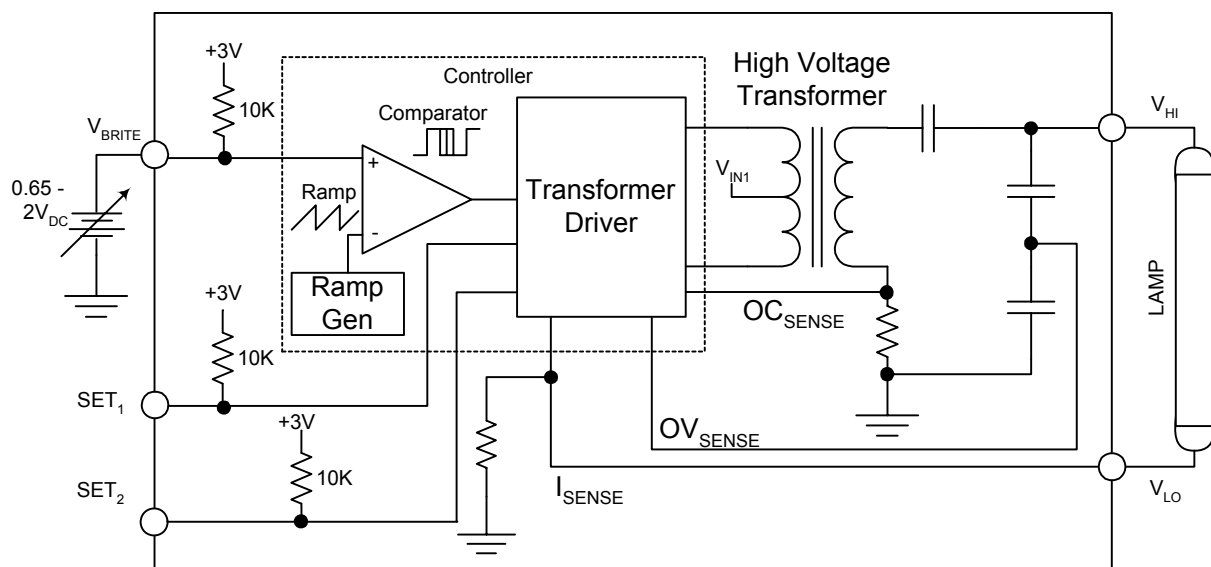 +3V
10K
V_BRITE
0.65 -
2V_DC
Controller
Comparator
+
Ramp
-
Ramp
Gen
Transformer
Driver
High Voltage
Transformer
V_IN1
OC_SENSE
V_HI
LAMP
V_LO
+3V
10K
SET_1
+3V
10K
SET_2
OV_SENSE
I_SENSE